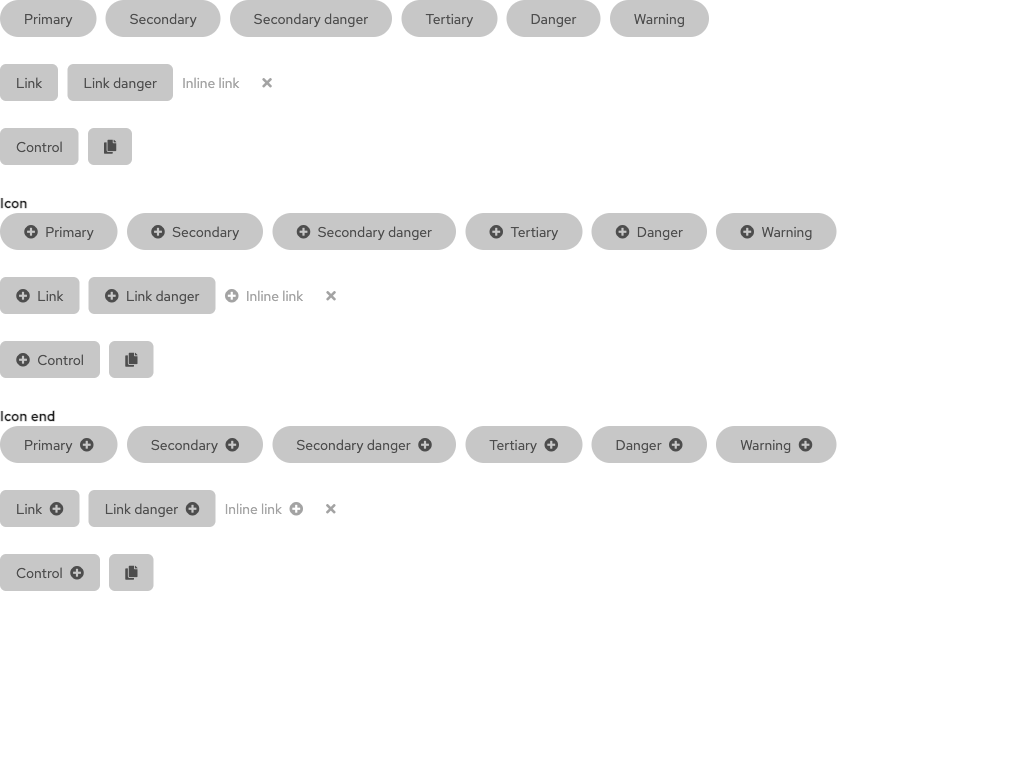 Primary Secondary Secondary danger Tertiary Danger Warning
Link Link danger Inline link
Control
Icon
Primary Secondary Secondary danger Tertiary Danger Warning
Link Link danger Inline link
Control
Icon end
Primary Secondary Secondary danger Tertiary Danger Warning
Link Link danger Inline link
Control